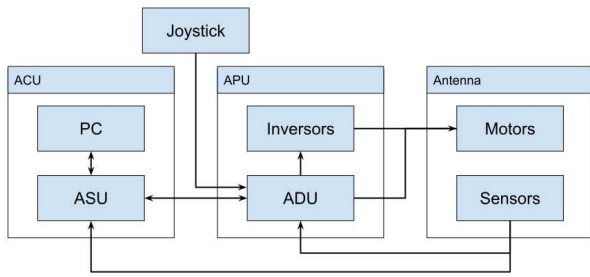 Joystick
ACU
APU
Antenna
PC
Inversors
Motors
ASU
ADU
Sensors